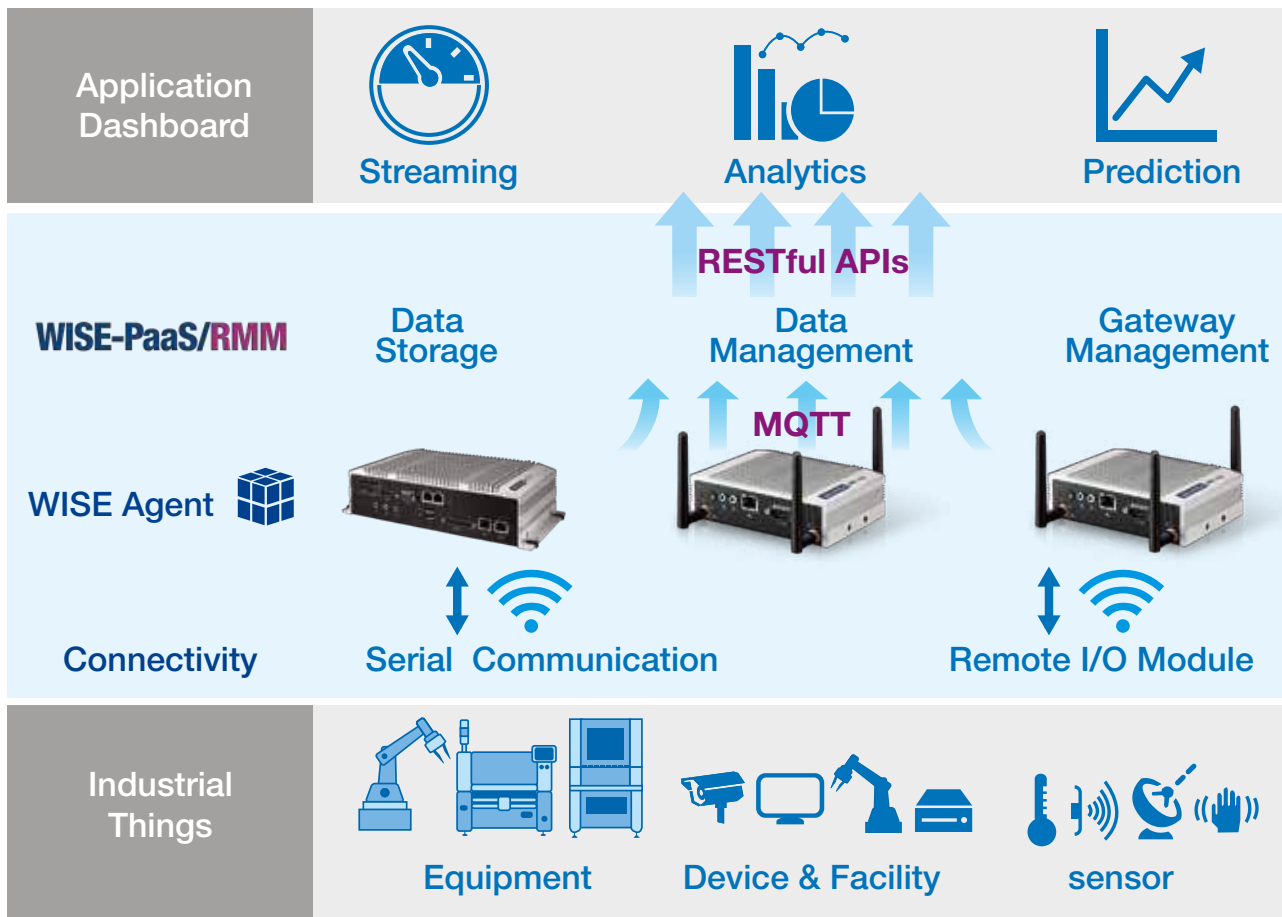 Application
Dashboard
Streaming
Analytics
Prediction
RESTful APIs
WISE-PaaS/RMM
Data
Storage
Data
Management
Gateway
Management
MQTT
WISE Agent
Connectivity
Serial Communication
Remote I/O Module
Industrial
Things
Equipment
Device & Facility
sensor